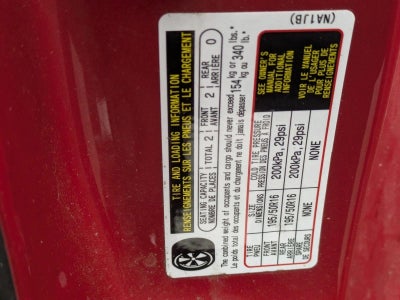 (NA1JB)
TIRE AND LOADING INFORMATION
RENSEIGNEMENTS SUR LES PNEUS ET LE CHARGEMENT
SEATING CAPACITY TOTAL 2 FRONT 2 REAR 0
NOMBRE DE PLACES AVANT ARRIÈRE
The combined weight of occupants and cargo should never exceed 154 kg or 340 lbs.
Le poids total des occupants et du chargement ne doit jamais dépasser 154 kg ou 340 lb.
TIRE SIZE COLD TIRE PRESSURE
PNEU DIMENSIONS PRESSION DES PNEUS À FROID
FRONT
AVANT 195/50R16 200kPa, 29psi
REAR
ARRIÈRE 195/50R16 200kPa, 29psi
SPARE
DE SECOURS NONE NONE
SEE OWNER'S
MANUAL FOR
ADDITIONAL
INFORMATION
VOIR LE MANUEL
DE L'USAGER
POUR PLUS DE
RENSEIGNEMENTS